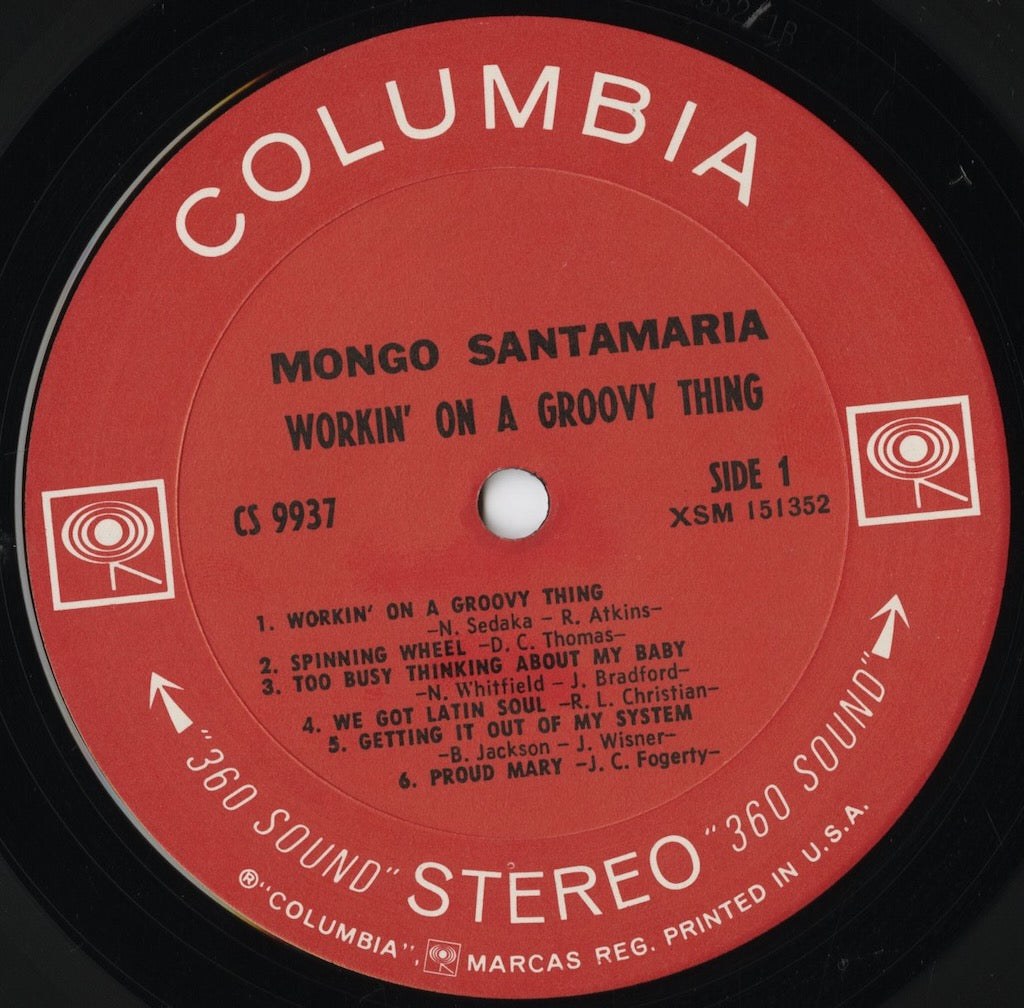 COLUMBIA
MONGO SANTAMARIA
WORKIN' ON A GROOVY THING
SIDE 1
CS 9937
XSM 151352
1. WORKIN' ON A GROOVY THING
–N. Sedaka – R. Atkins–
2. SPINNING WHEEL –D. C. Thomas–
3. TOO BUSY THINKING ABOUT MY BABY
–N. Whitfield – J. Bradford–
4. WE GOT LATIN SOUL –R. L. Christian–
5. GETTING IT OUT OF MY SYSTEM
–B. Jackson – J. Wisner–
6. PROUD MARY –J. C. Fogerty–
"360 SOUND" STEREO "360 SOUND"
®"COLUMBIA", MARCAS REG. PRINTED IN U.S.A.